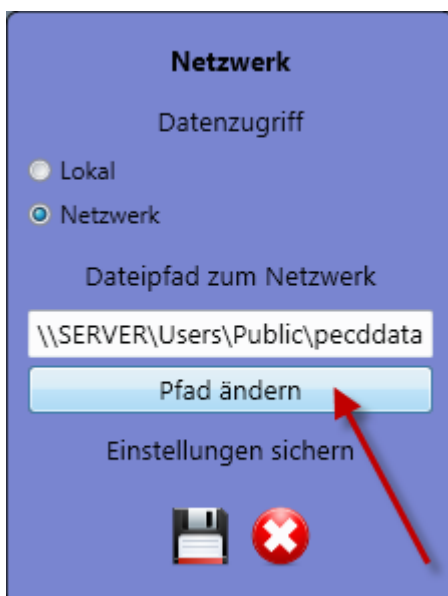 Netzwerk
Datenzugriff
Lokal
Netzwerk
Dateipfad zum Netzwerk
\\SERVER\Users\Public\pecddata
Pfad ändern
Einstellungen sichern